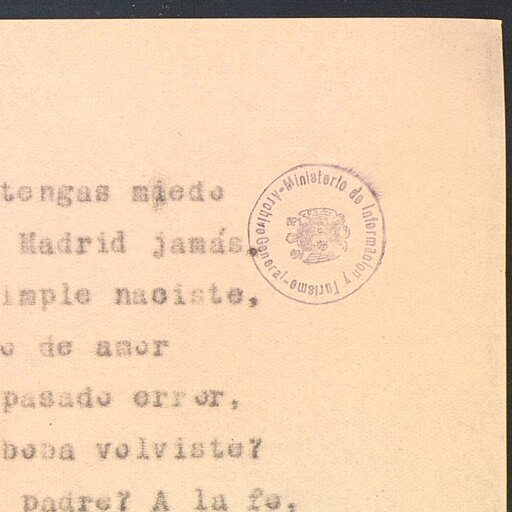 tengas miedo
Madrid jamás.
imple naciste,
o de amor
pasado error,
boba volviste?
padre? A la fe,
Ministerio de Información y Turismo-Archivo General-